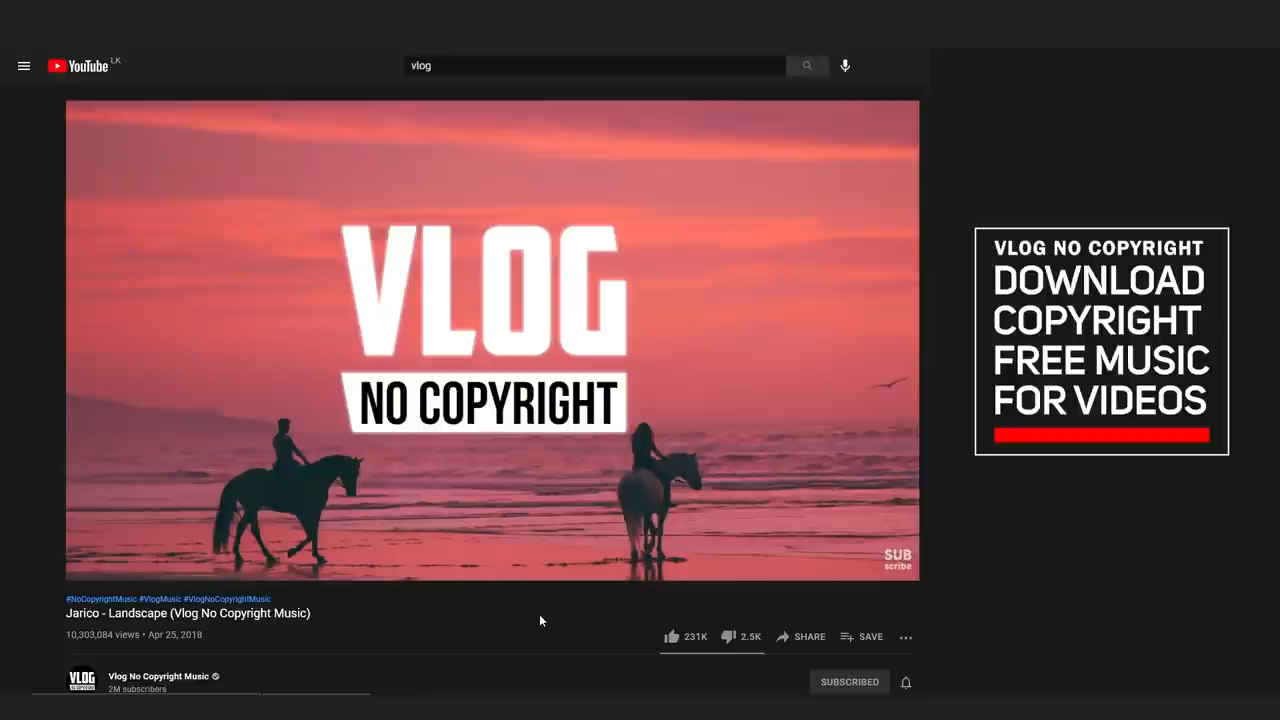 YouTube LK
vlog
VLOG
NO COPYRIGHT
SUB
scribe
#NoCopyrightMusic #VlogMusic #VlogNoCopyrightMusic
Jarico - Landscape (Vlog No Copyright Music)
10,303,084 views • Apr 25, 2018
231K 2.5K SHARE SAVE
VLOG
NO COPYRIGHT
Vlog No Copyright Music
2M subscribers
SUBSCRIBED
VLOG NO COPYRIGHT
DOWNLOAD
COPYRIGHT
FREE MUSIC
FOR VIDEOS